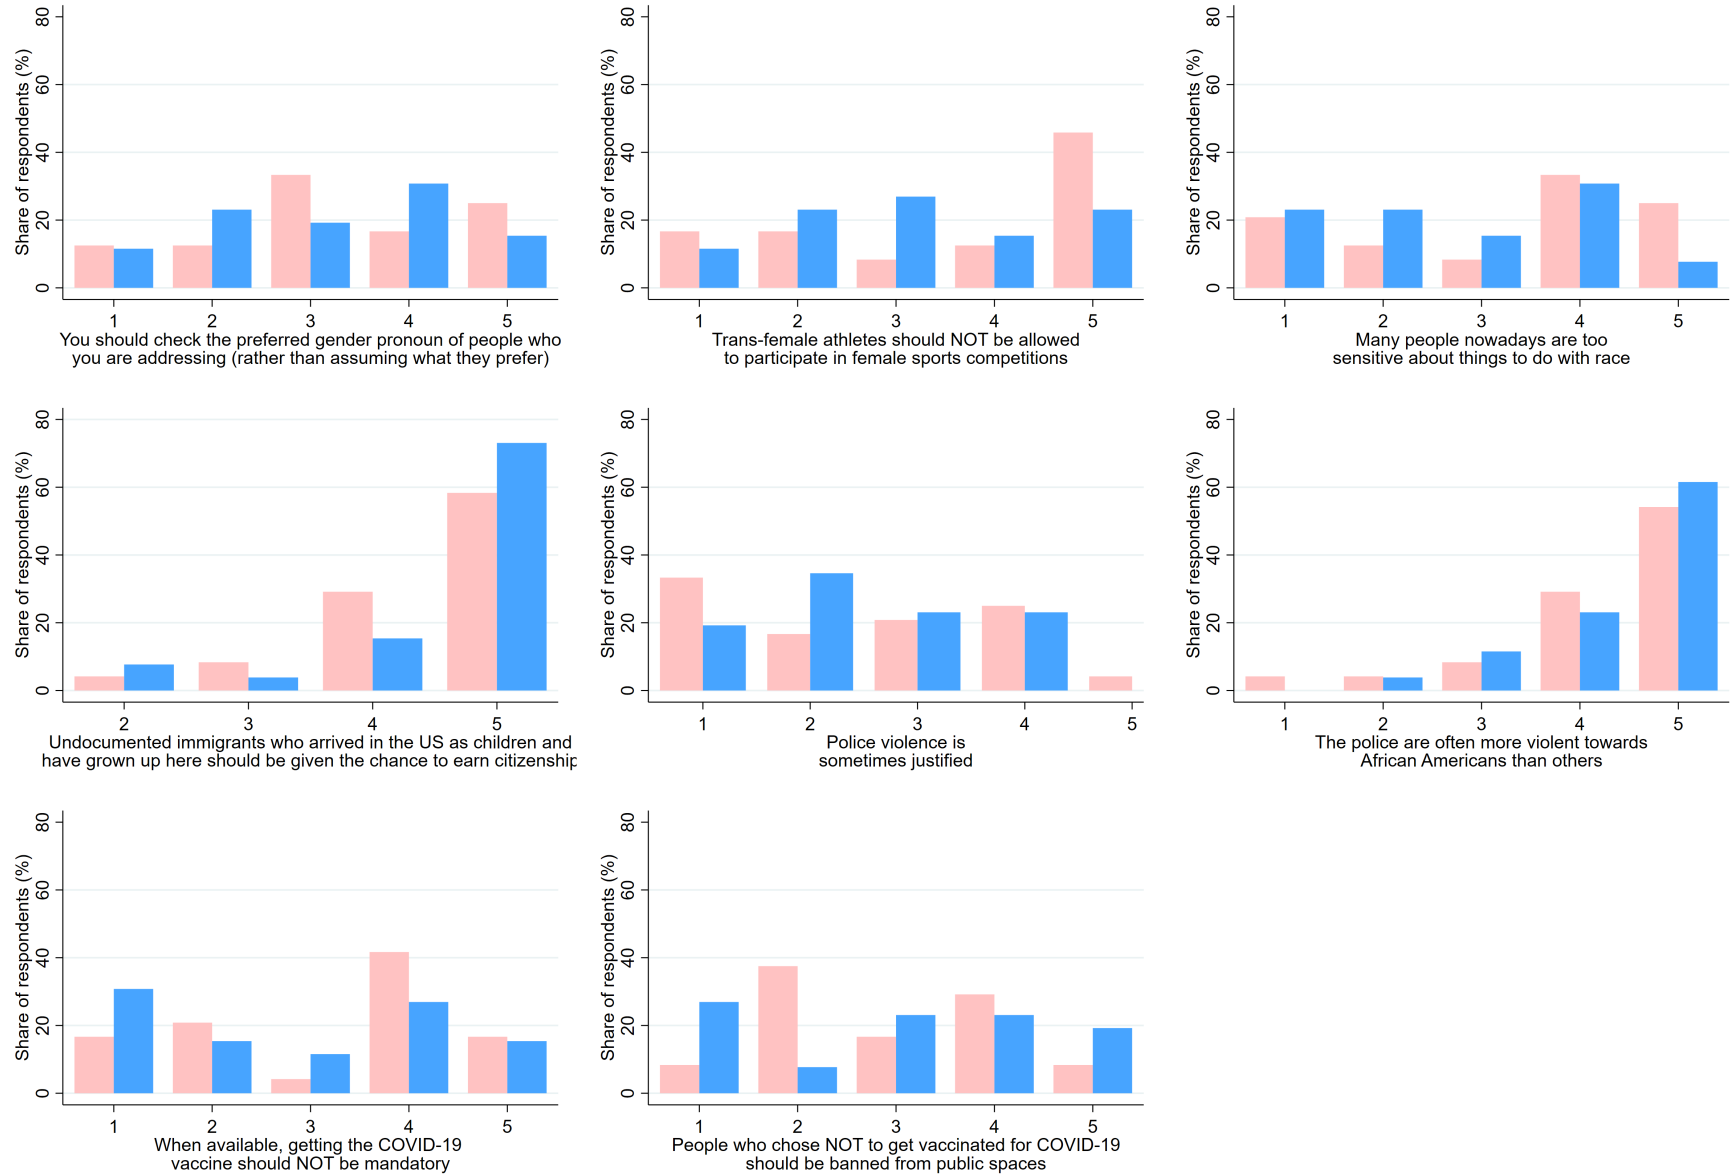 Share of respondents (%)
80
60
40
20
0
1 2 3 4 5
You should check the preferred gender pronoun of people who
you are addressing (rather than assuming what they prefer)
Share of respondents (%)
80
60
40
20
0
1 2 3 4 5
Trans-female athletes should NOT be allowed
to participate in female sports competitions
Share of respondents (%)
80
60
40
20
0
1 2 3 4 5
Many people nowadays are too
sensitive about things to do with race
Share of respondents (%)
80
60
40
20
0
2 3 4 5
Undocumented immigrants who arrived in the US as children and
have grown up here should be given the chance to earn citizenship
Share of respondents (%)
80
60
40
20
0
1 2 3 4 5
Police violence is
sometimes justified
Share of respondents (%)
80
60
40
20
0
1 2 3 4 5
The police are often more violent towards
African Americans than others
Share of respondents (%)
80
60
40
20
0
1 2 3 4 5
When available, getting the COVID-19
vaccine should NOT be mandatory
Share of respondents (%)
80
60
40
20
0
1 2 3 4 5
People who chose NOT to get vaccinated for COVID-19
should be banned from public spaces